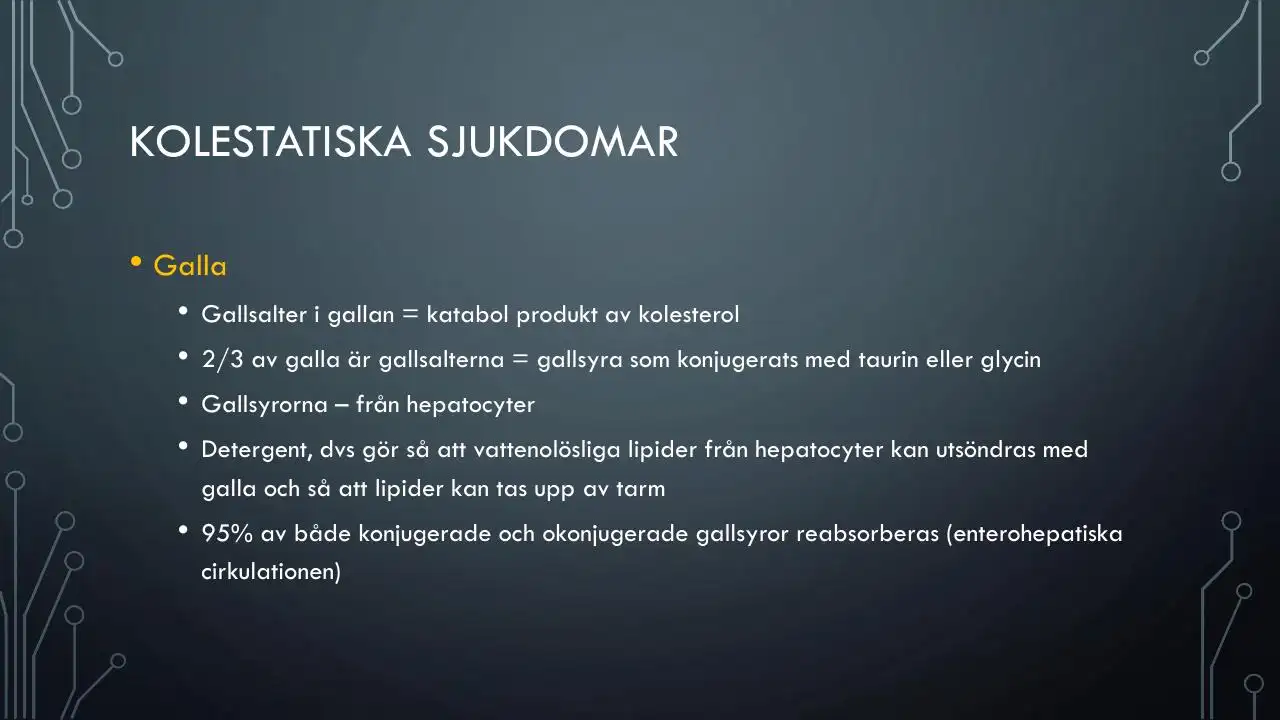 KOLESTATISKA SJUKDOMAR
• Galla
• Gallsalter i gallan = katabol produkt av kolesterol
• 2/3 av galla är gallsalterna = gallsyra som konjugerats med taurin eller glycin
• Gallsyrorna – från hepatocyter
• Detergent, dvs gör så att vattenolösliga lipider från hepatocyter kan utsöndras med
galla och så att lipider kan tas upp av tarm
• 95% av både konjugerade och okonjugerade gallsyror reabsorberas (enterohepatiska
cirkulationen)